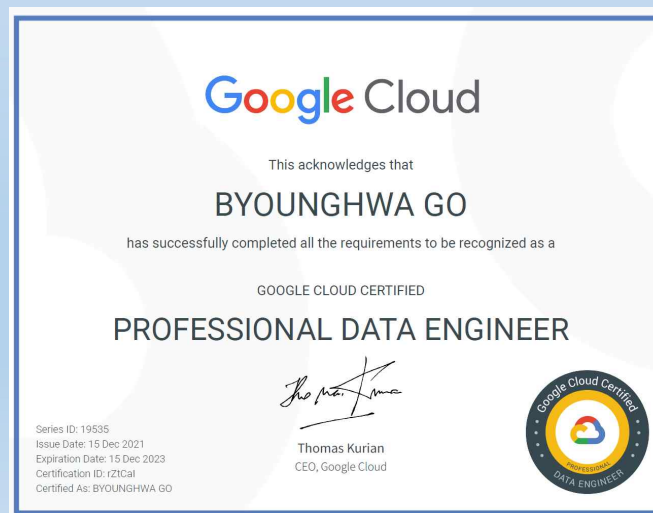 Google Cloud
This acknowledges that
BYOUNGHWA GO
has successfully completed all the requirements to be recognized as a
GOOGLE CLOUD CERTIFIED
PROFESSIONAL DATA ENGINEER
Thomas Kurian
CEO, Google Cloud
Series ID: 19535
Issue Date: 15 Dec 2021
Expiration Date: 15 Dec 2023
Certification ID: rZtCaI
Certified As: BYOUNGHWA GO
Google Cloud Certified
PROFESSIONAL
DATA ENGINEER